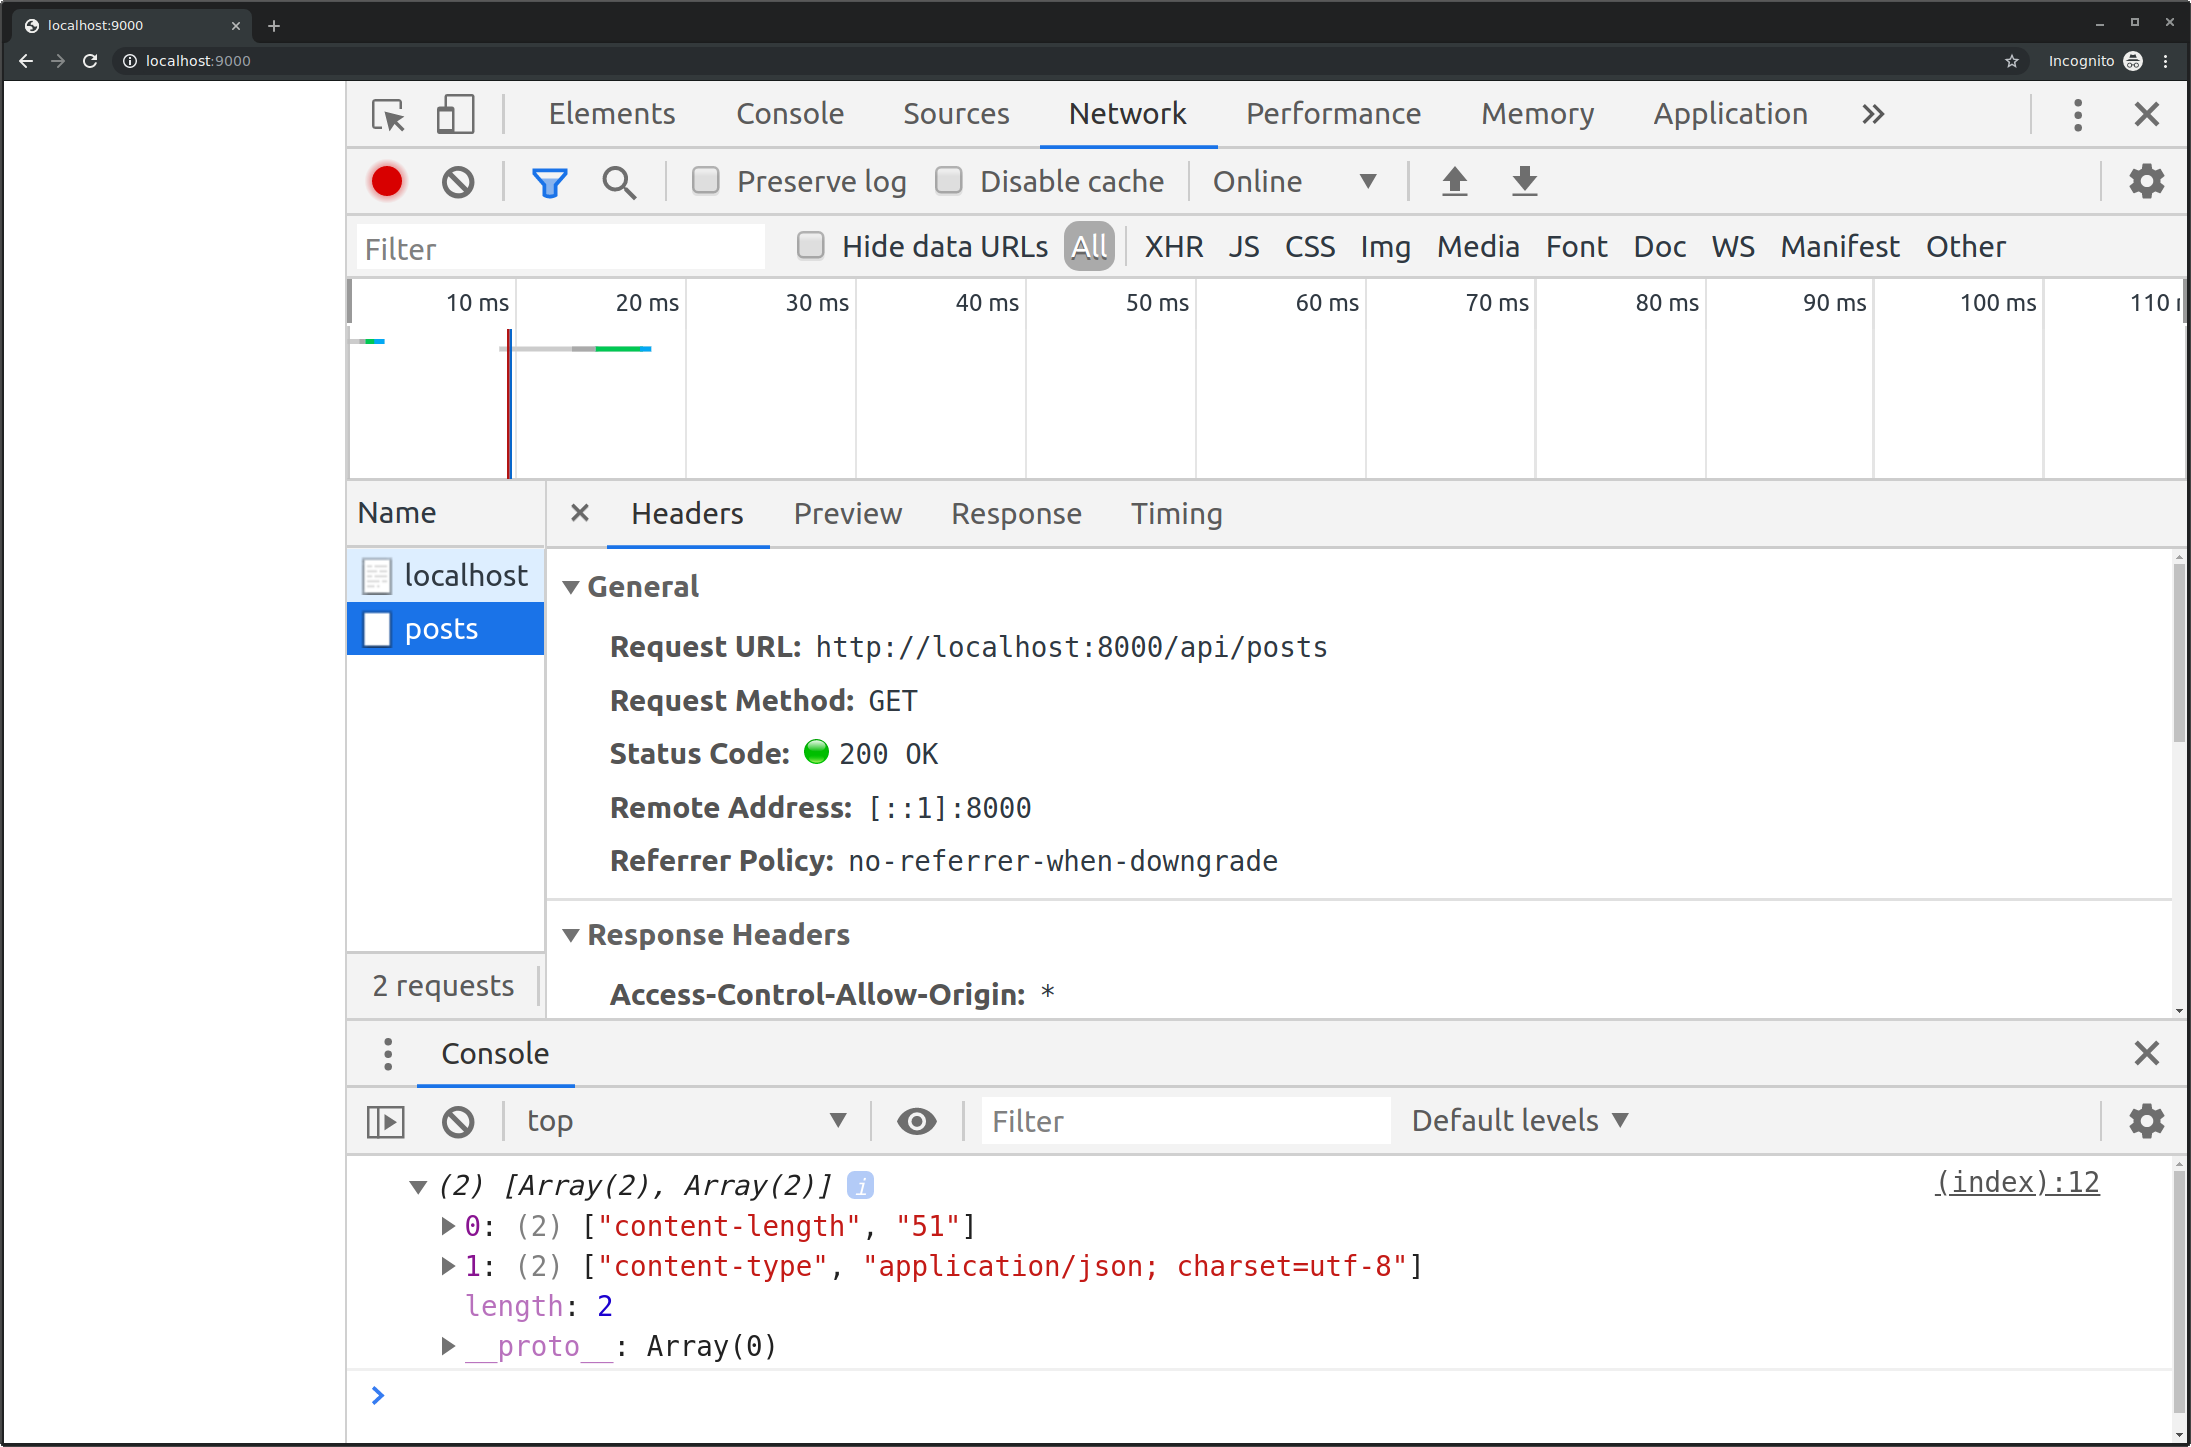 localhost:9000
localhost:9000 Incognito
Elements Console Sources Network Performance Memory Application
Preserve log Disable cache Online
Filter Hide data URLs All XHR JS CSS Img Media Font Doc WS Manifest Other
10 ms 20 ms 30 ms 40 ms 50 ms 60 ms 70 ms 80 ms 90 ms 100 ms 110
Name Headers Preview Response Timing
localhost
posts
General
Request URL: http://localhost:8000/api/posts
Request Method: GET
Status Code: 200 OK
Remote Address: [::1]:8000
Referrer Policy: no-referrer-when-downgrade
Response Headers
Access-Control-Allow-Origin: *
2 requests
Console
top Filter Default levels
(2) [Array(2), Array(2)] i (index):12
0: (2) ["content-length", "51"]
1: (2) ["content-type", "application/json; charset=utf-8"]
length: 2
__proto__: Array(0)